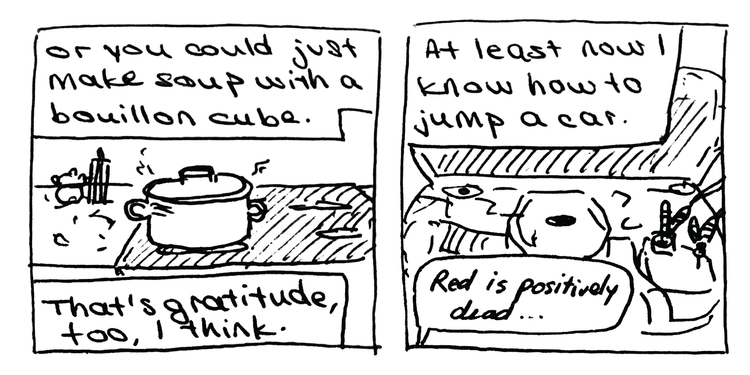 or you could just
make soup with a
bouillon cube.
That's gratitude,
too, I think.
At least now I
know how to
jump a car.
Red is positively
dead...